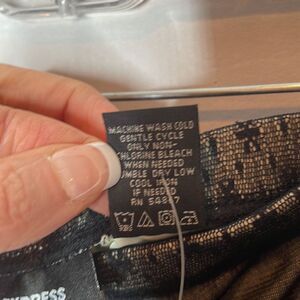 MACHINE WASH COLD
GENTLE CYCLE
ONLY NON-
CHLORINE BLEACH
WHEN NEEDED
TUMBLE DRY LOW
COOL IRON
IF NEEDED
RN 54867
EXPRESS